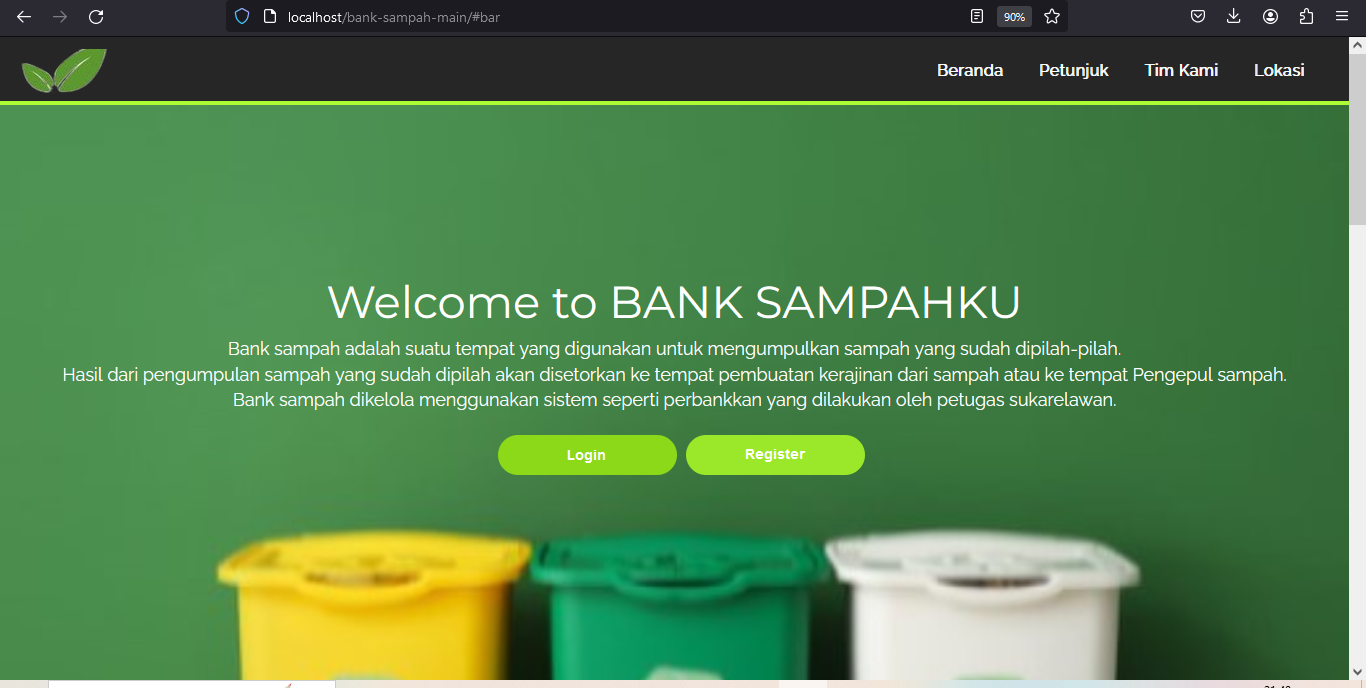 localhost/bank-sampah-main/#bar
90%
Beranda
Petunjuk
Tim Kami
Lokasi
Welcome to BANK SAMPAHKU
Bank sampah adalah suatu tempat yang digunakan untuk mengumpulkan sampah yang sudah dipilah-pilah.
Hasil dari pengumpulan sampah yang sudah dipilah akan disetorkan ke tempat pembuatan kerajinan dari sampah atau ke tempat Pengepul sampah.
Bank sampah dikelola menggunakan sistem seperti perbankkan yang dilakukan oleh petugas sukarelawan.
Login
Register